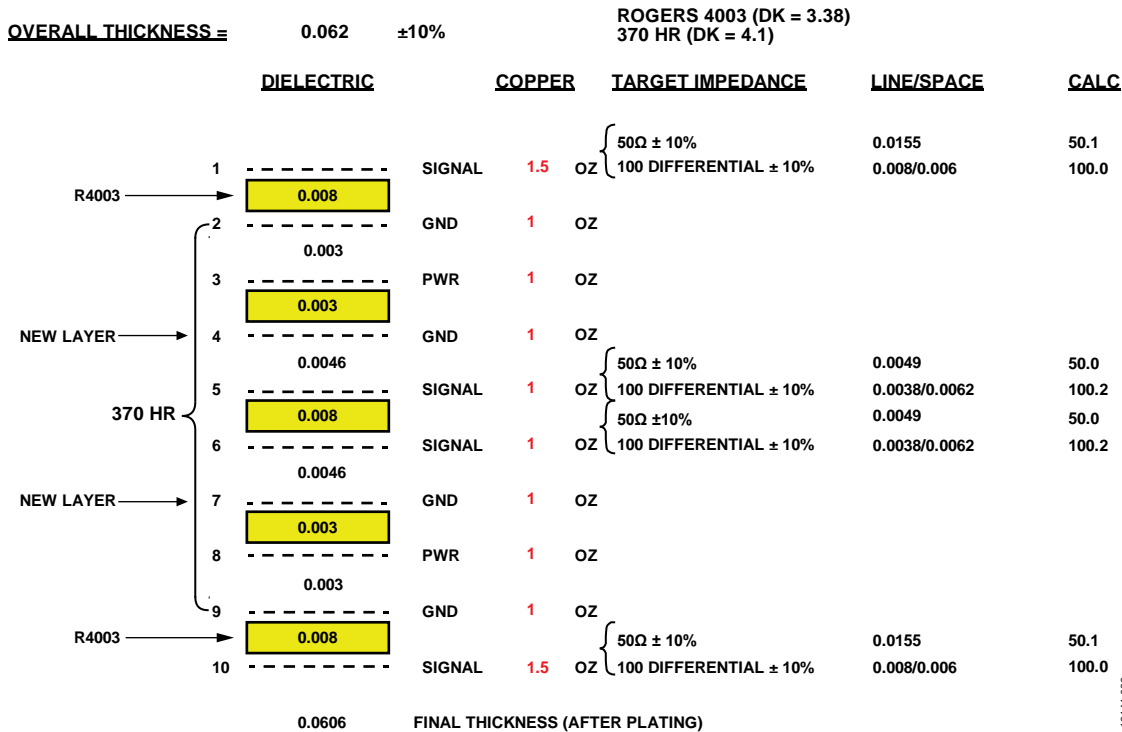 ROGERS 4003 (DK = 3.38)
OVERALL THICKNESS = 0.062 ±10% 370 HR (DK = 4.1)
DIELECTRIC COPPER TARGET IMPEDANCE LINE/SPACE CALC
50Ω ± 10% 0.0155 50.1
1 SIGNAL 1.5 OZ 100 DIFFERENTIAL ± 10% 0.008/0.006 100.0
R4003 0.008
2 GND 1 OZ
0.003
3 PWR 1 OZ
0.003
NEW LAYER 4 GND 1 OZ
0.0046 50Ω ± 10% 0.0049 50.0
5 SIGNAL 1 OZ 100 DIFFERENTIAL ± 10% 0.0038/0.0062 100.2
370 HR 0.008 50Ω ±10% 0.0049 50.0
6 SIGNAL 1 OZ 100 DIFFERENTIAL ± 10% 0.0038/0.0062 100.2
0.0046
NEW LAYER 7 GND 1 OZ
0.003
8 PWR 1 OZ
0.003
9 GND 1 OZ
R4003 0.008 50Ω ± 10% 0.0155 50.1
10 SIGNAL 1.5 OZ 100 DIFFERENTIAL ± 10% 0.008/0.006 100.0
0.0606 FINAL THICKNESS (AFTER PLATING)